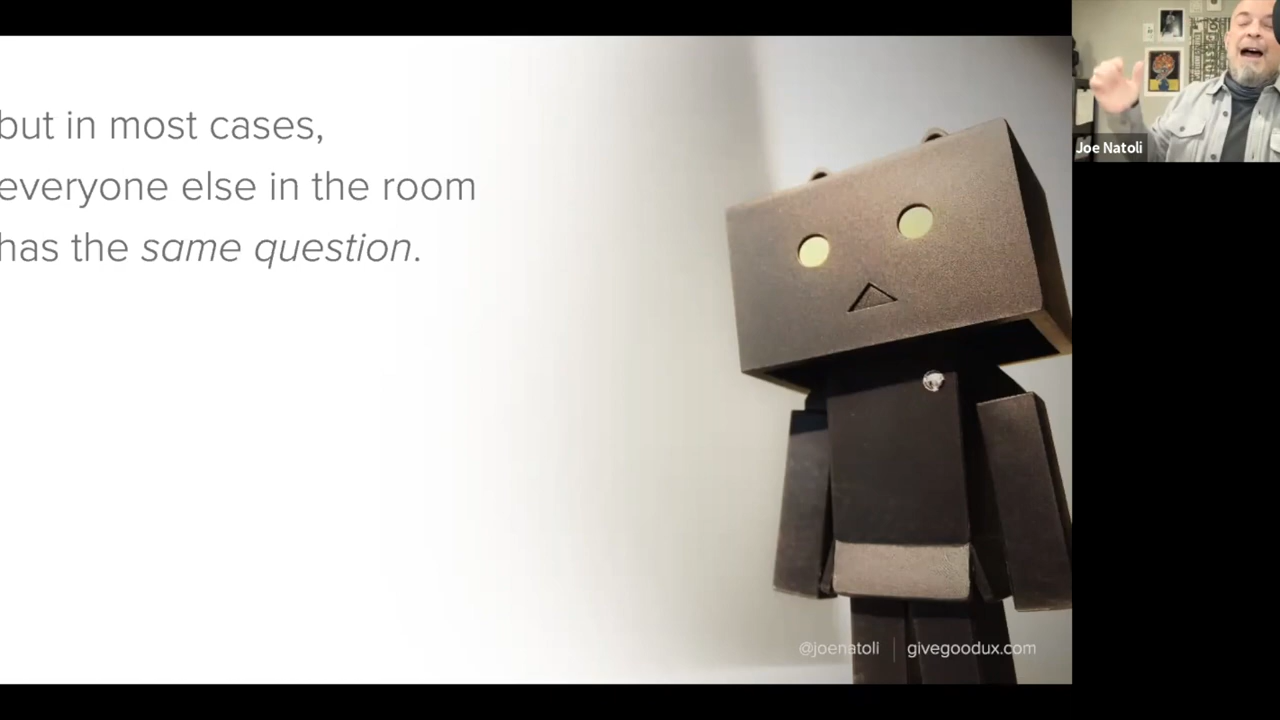 but in most cases,
everyone else in the room
has the same question.
Joe Natoli
@joenatoli | givegoodux.com